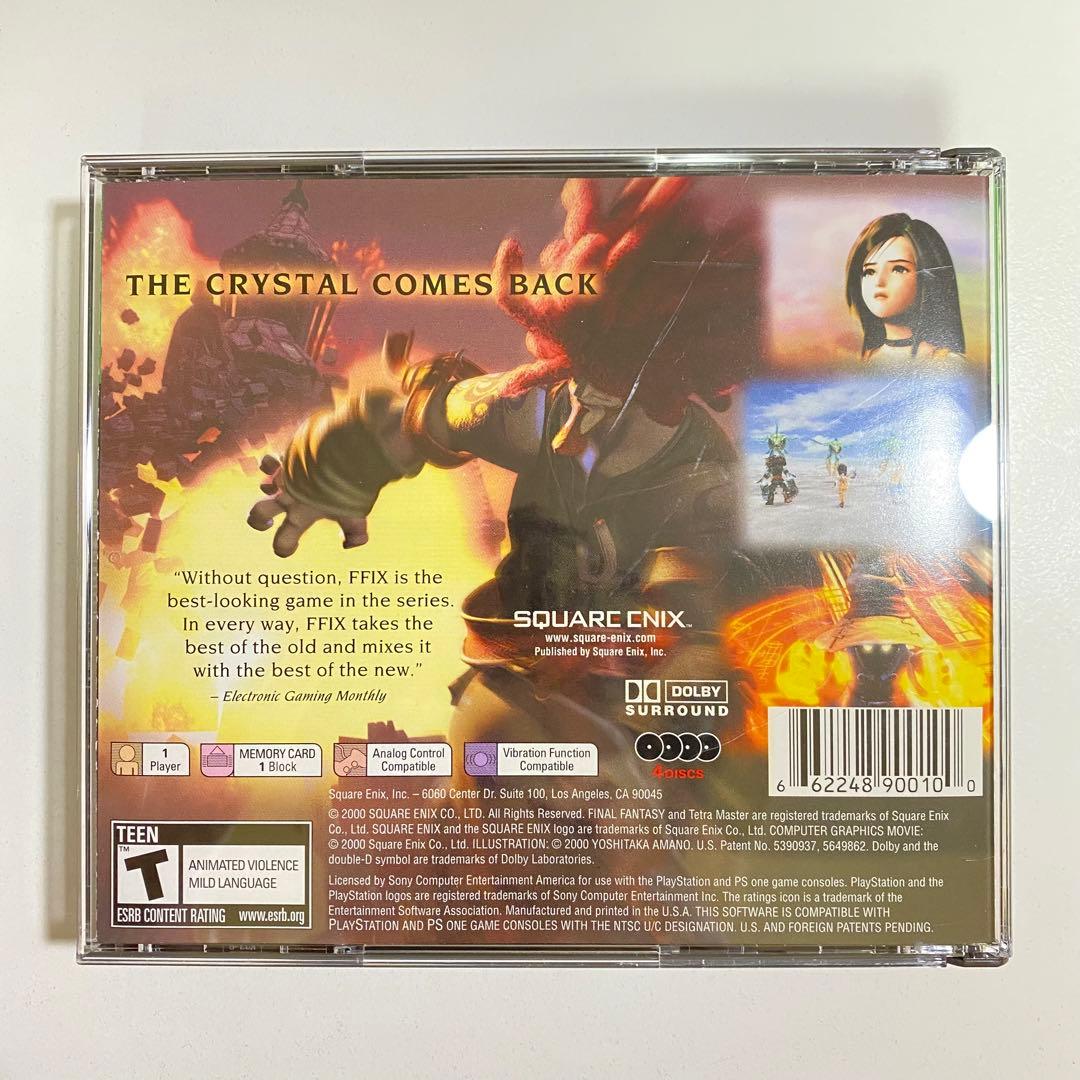 THE CRYSTAL COMES BACK
“Without question, FFIX is the
best-looking game in the series.
In every way, FFIX takes the
best of the old and mixes it
with the best of the new.”
– Electronic Gaming Monthly
SQUARE ENIX™
www.square-enix.com
Published by Square Enix, Inc.
DOLBY
SURROUND
1
Player
MEMORY CARD
1 Block
Analog Control
Compatible
Vibration Function
Compatible
4 DISCS
6 62248 90010 0
Square Enix, Inc. – 6060 Center Dr. Suite 100, Los Angeles, CA 90045
© 2000 SQUARE ENIX CO., LTD. All Rights Reserved. FINAL FANTASY and Tetra Master are registered trademarks of Square Enix
Co., Ltd. SQUARE ENIX and the SQUARE ENIX logo are trademarks of Square Enix Co., Ltd. COMPUTER GRAPHICS MOVIE:
© 2000 Square Enix Co., Ltd. ILLUSTRATION: © 2000 YOSHITAKA AMANO. U.S. Patent No. 5390937, 5649862. Dolby and the
double-D symbol are trademarks of Dolby Laboratories.
Licensed by Sony Computer Entertainment America for use with the PlayStation and PS one game consoles. PlayStation and the
PlayStation logos are registered trademarks of Sony Computer Entertainment Inc. The ratings icon is a trademark of the
Entertainment Software Association. Manufactured and printed in the U.S.A. THIS SOFTWARE IS COMPATIBLE WITH
PLAYSTATION AND PS ONE GAME CONSOLES WITH THE NTSC U/C DESIGNATION. U.S. AND FOREIGN PATENTS PENDING.
TEEN
T™
ANIMATED VIOLENCE
MILD LANGUAGE
ESRB CONTENT RATING www.esrb.org